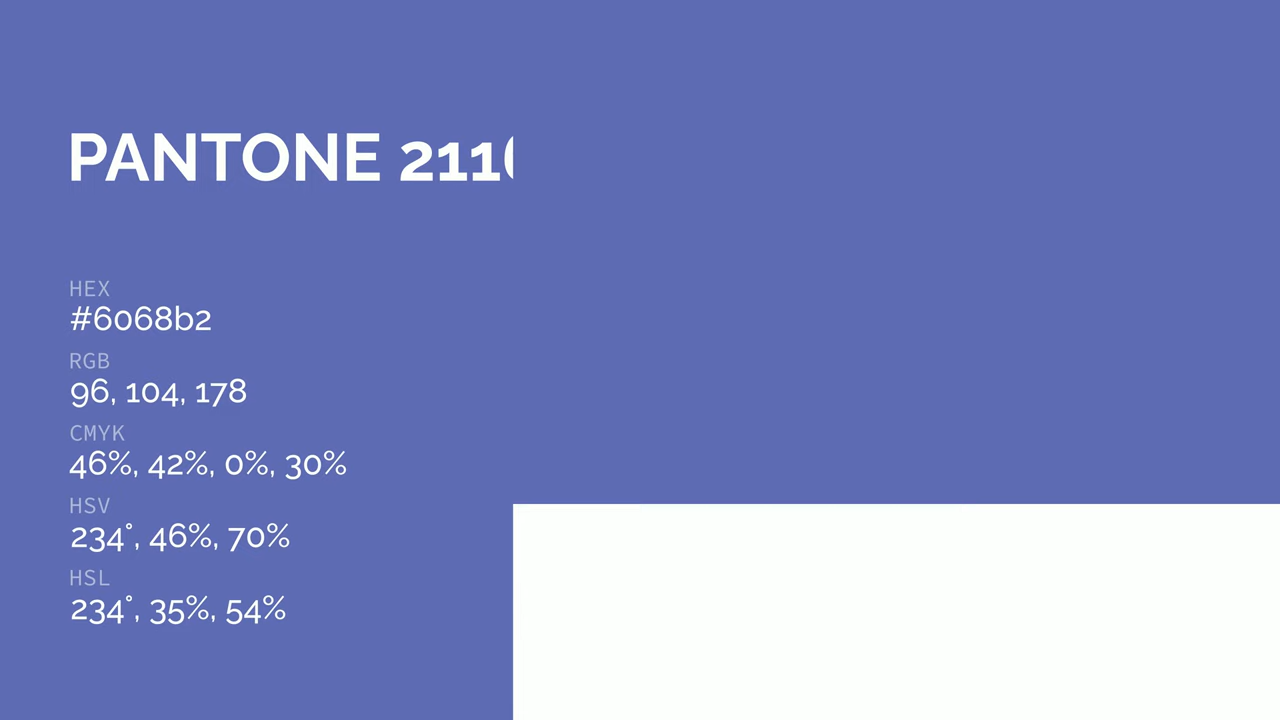 PANTONE 211
HEX
#6068b2
RGB
96, 104, 178
CMYK
46%, 42%, 0%, 30%
HSV
234°, 46%, 70%
HSL
234°, 35%, 54%